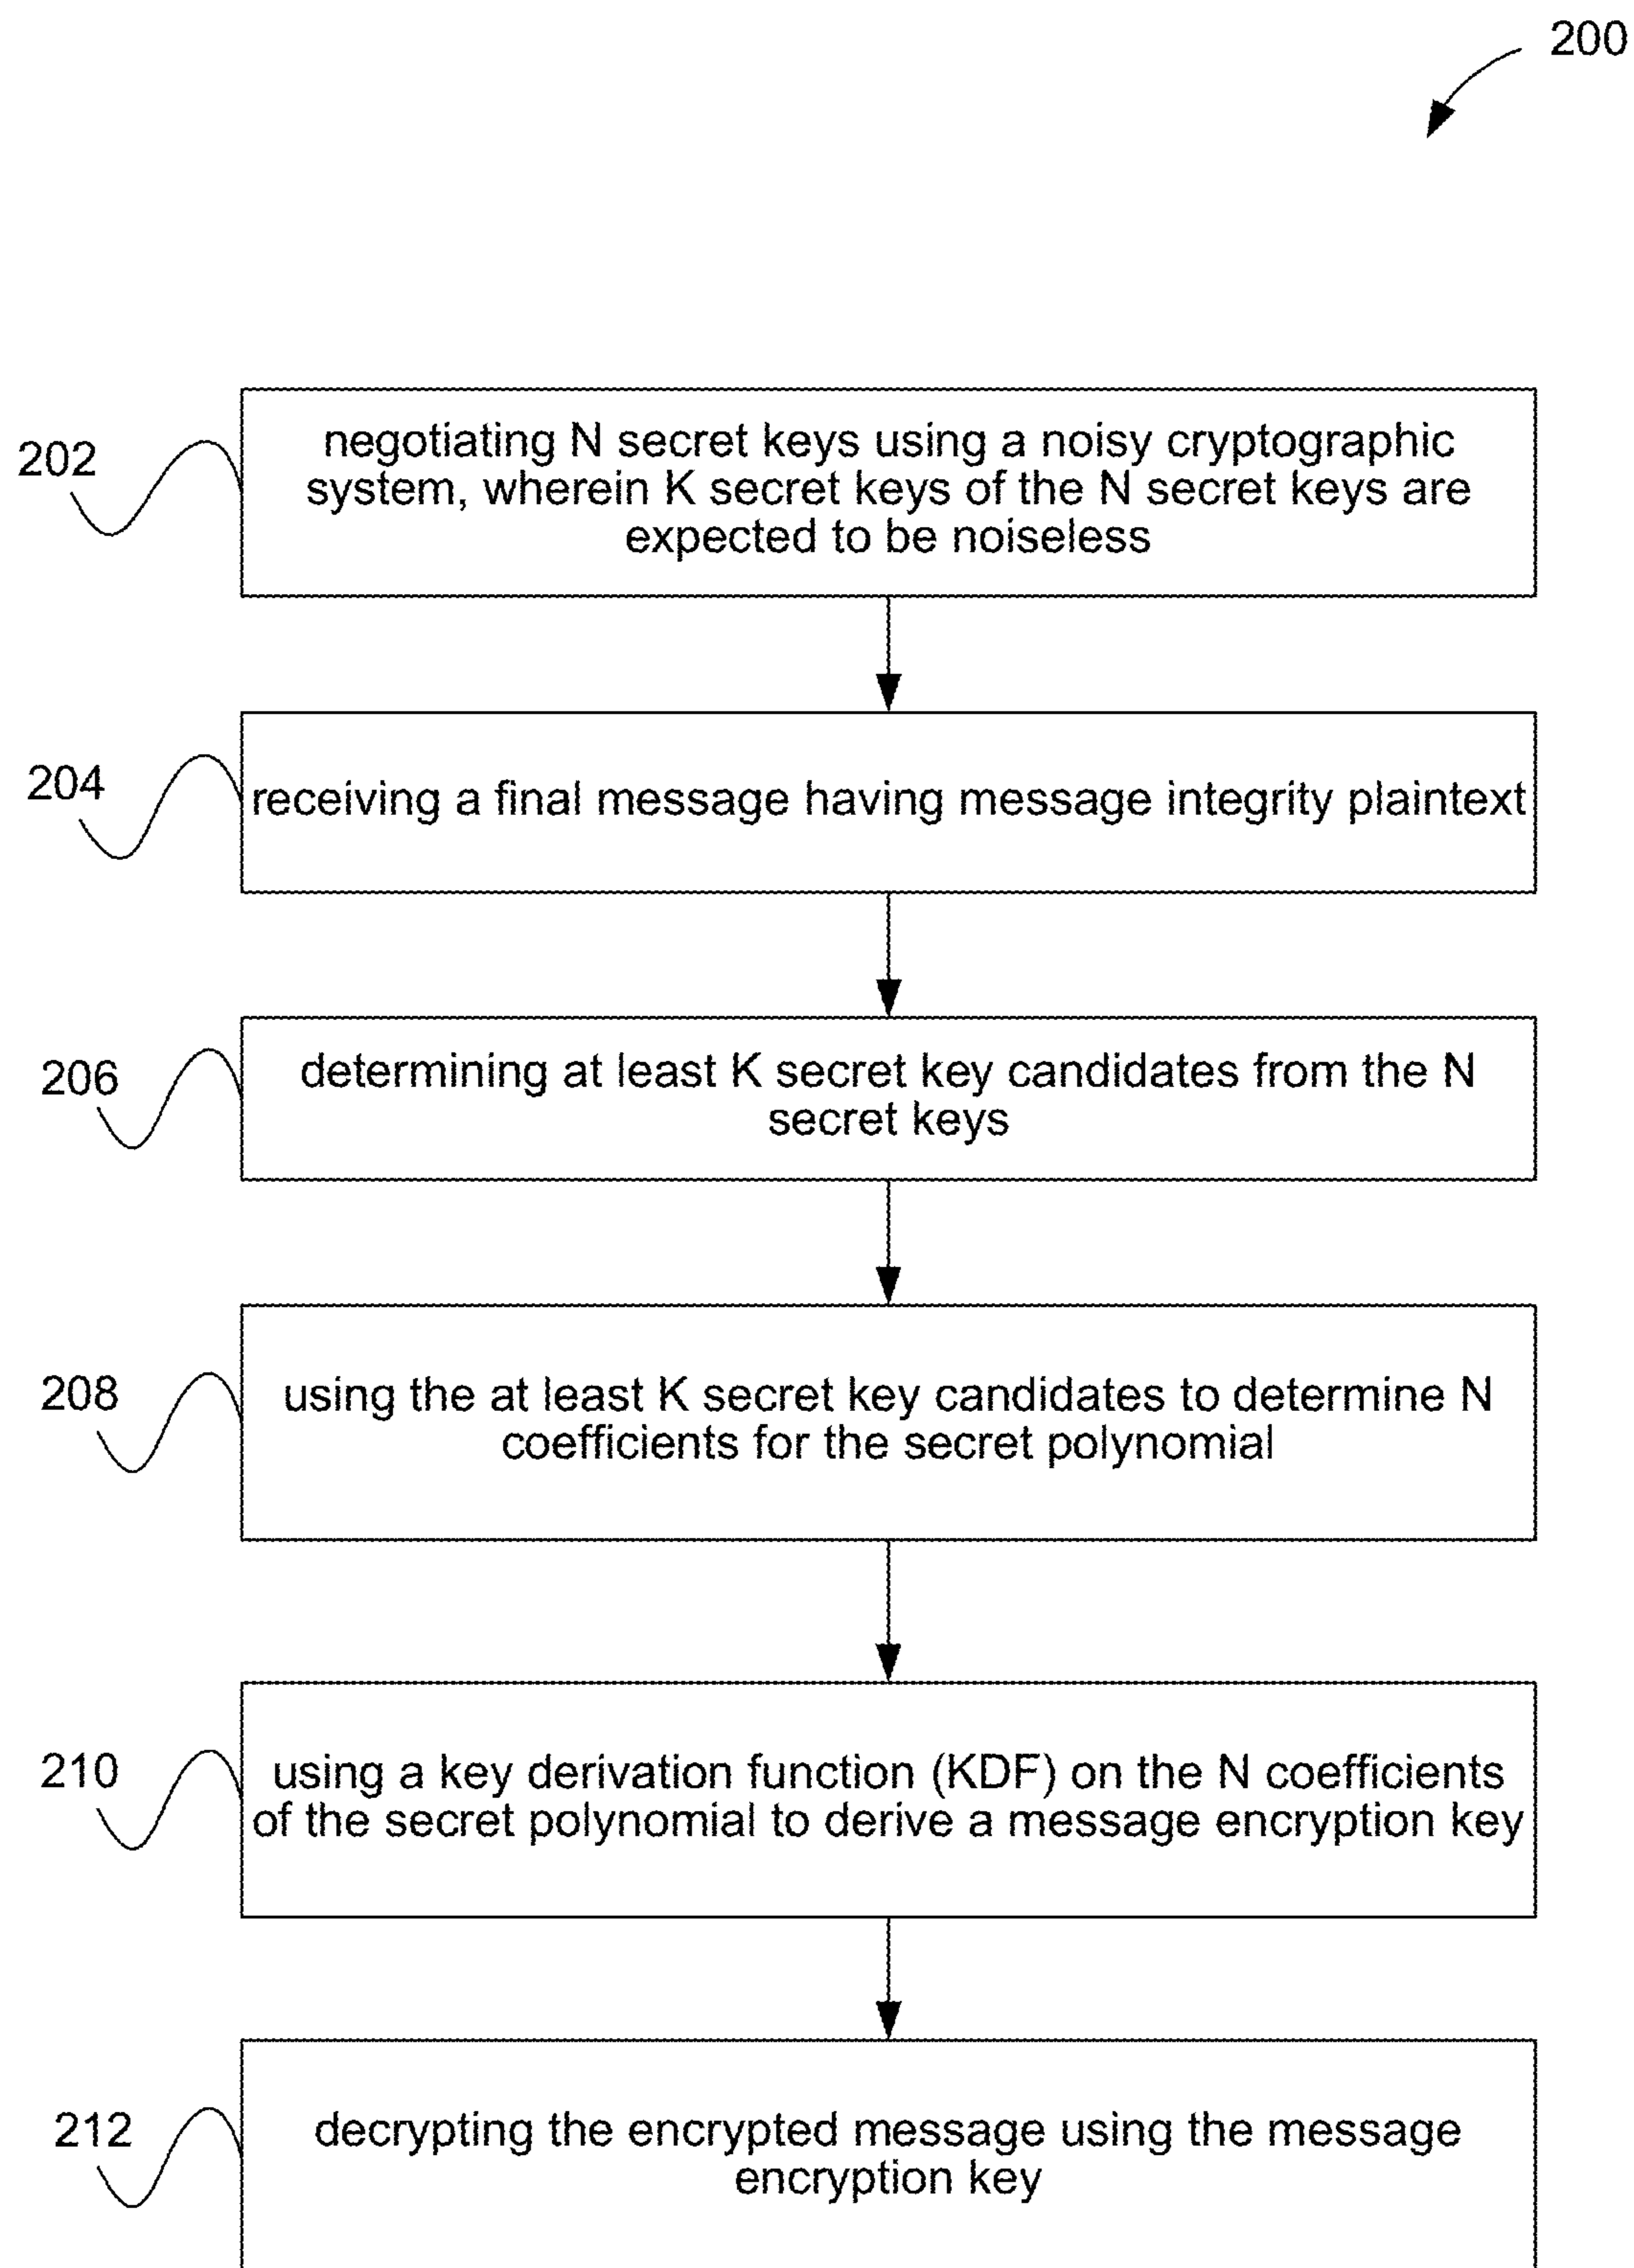 200
202
negotiating N secret keys using a noisy cryptographic
system, wherein K secret keys of the N secret keys are
expected to be noiseless
204
receiving a final message having message integrity plaintext
206
determining at least K secret key candidates from the N
secret keys
208
using the at least K secret key candidates to determine N
coefficients for the secret polynomial
210
using a key derivation function (KDF) on the N coefficients
of the secret polynomial to derive a message encryption key
212
decrypting the encrypted message using the message
encryption key